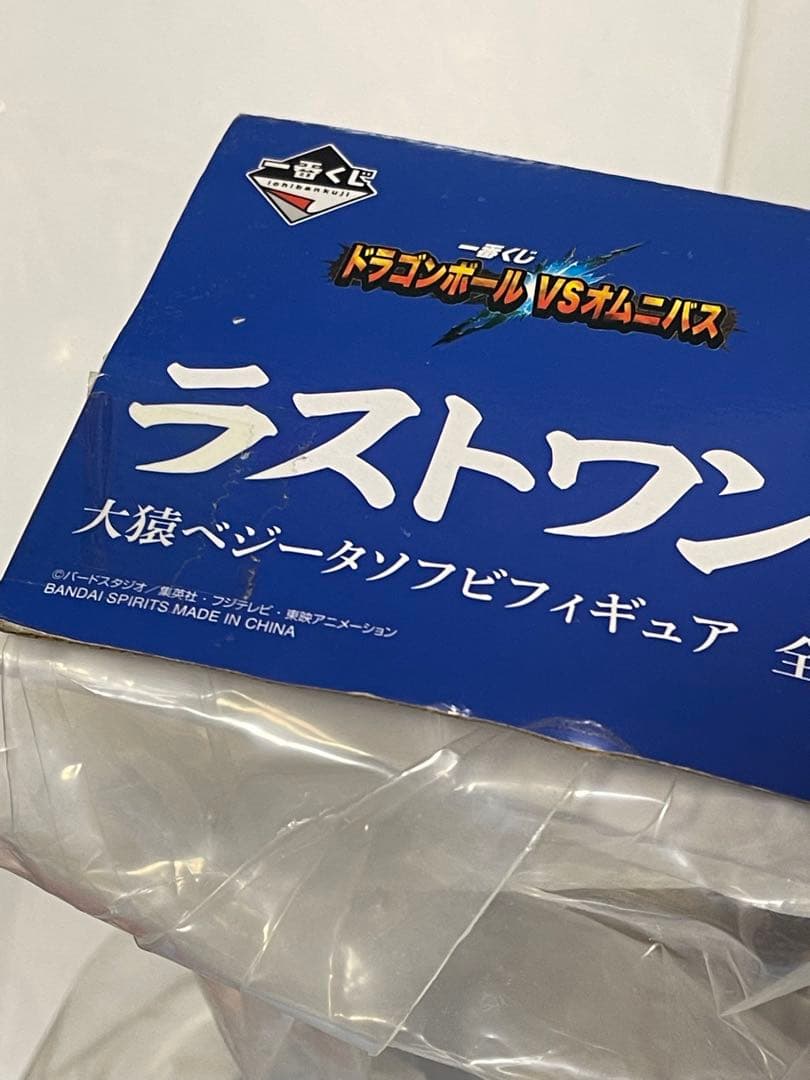 一番くじ
ichibankuji
一番くじ
ドラゴンボール VSオムニバス
ラストワン
大猿ベジータソフビフィギュア 全
©バードスタジオ／集英社・フジテレビ・東映アニメーション
BANDAI SPIRITS MADE IN CHINA